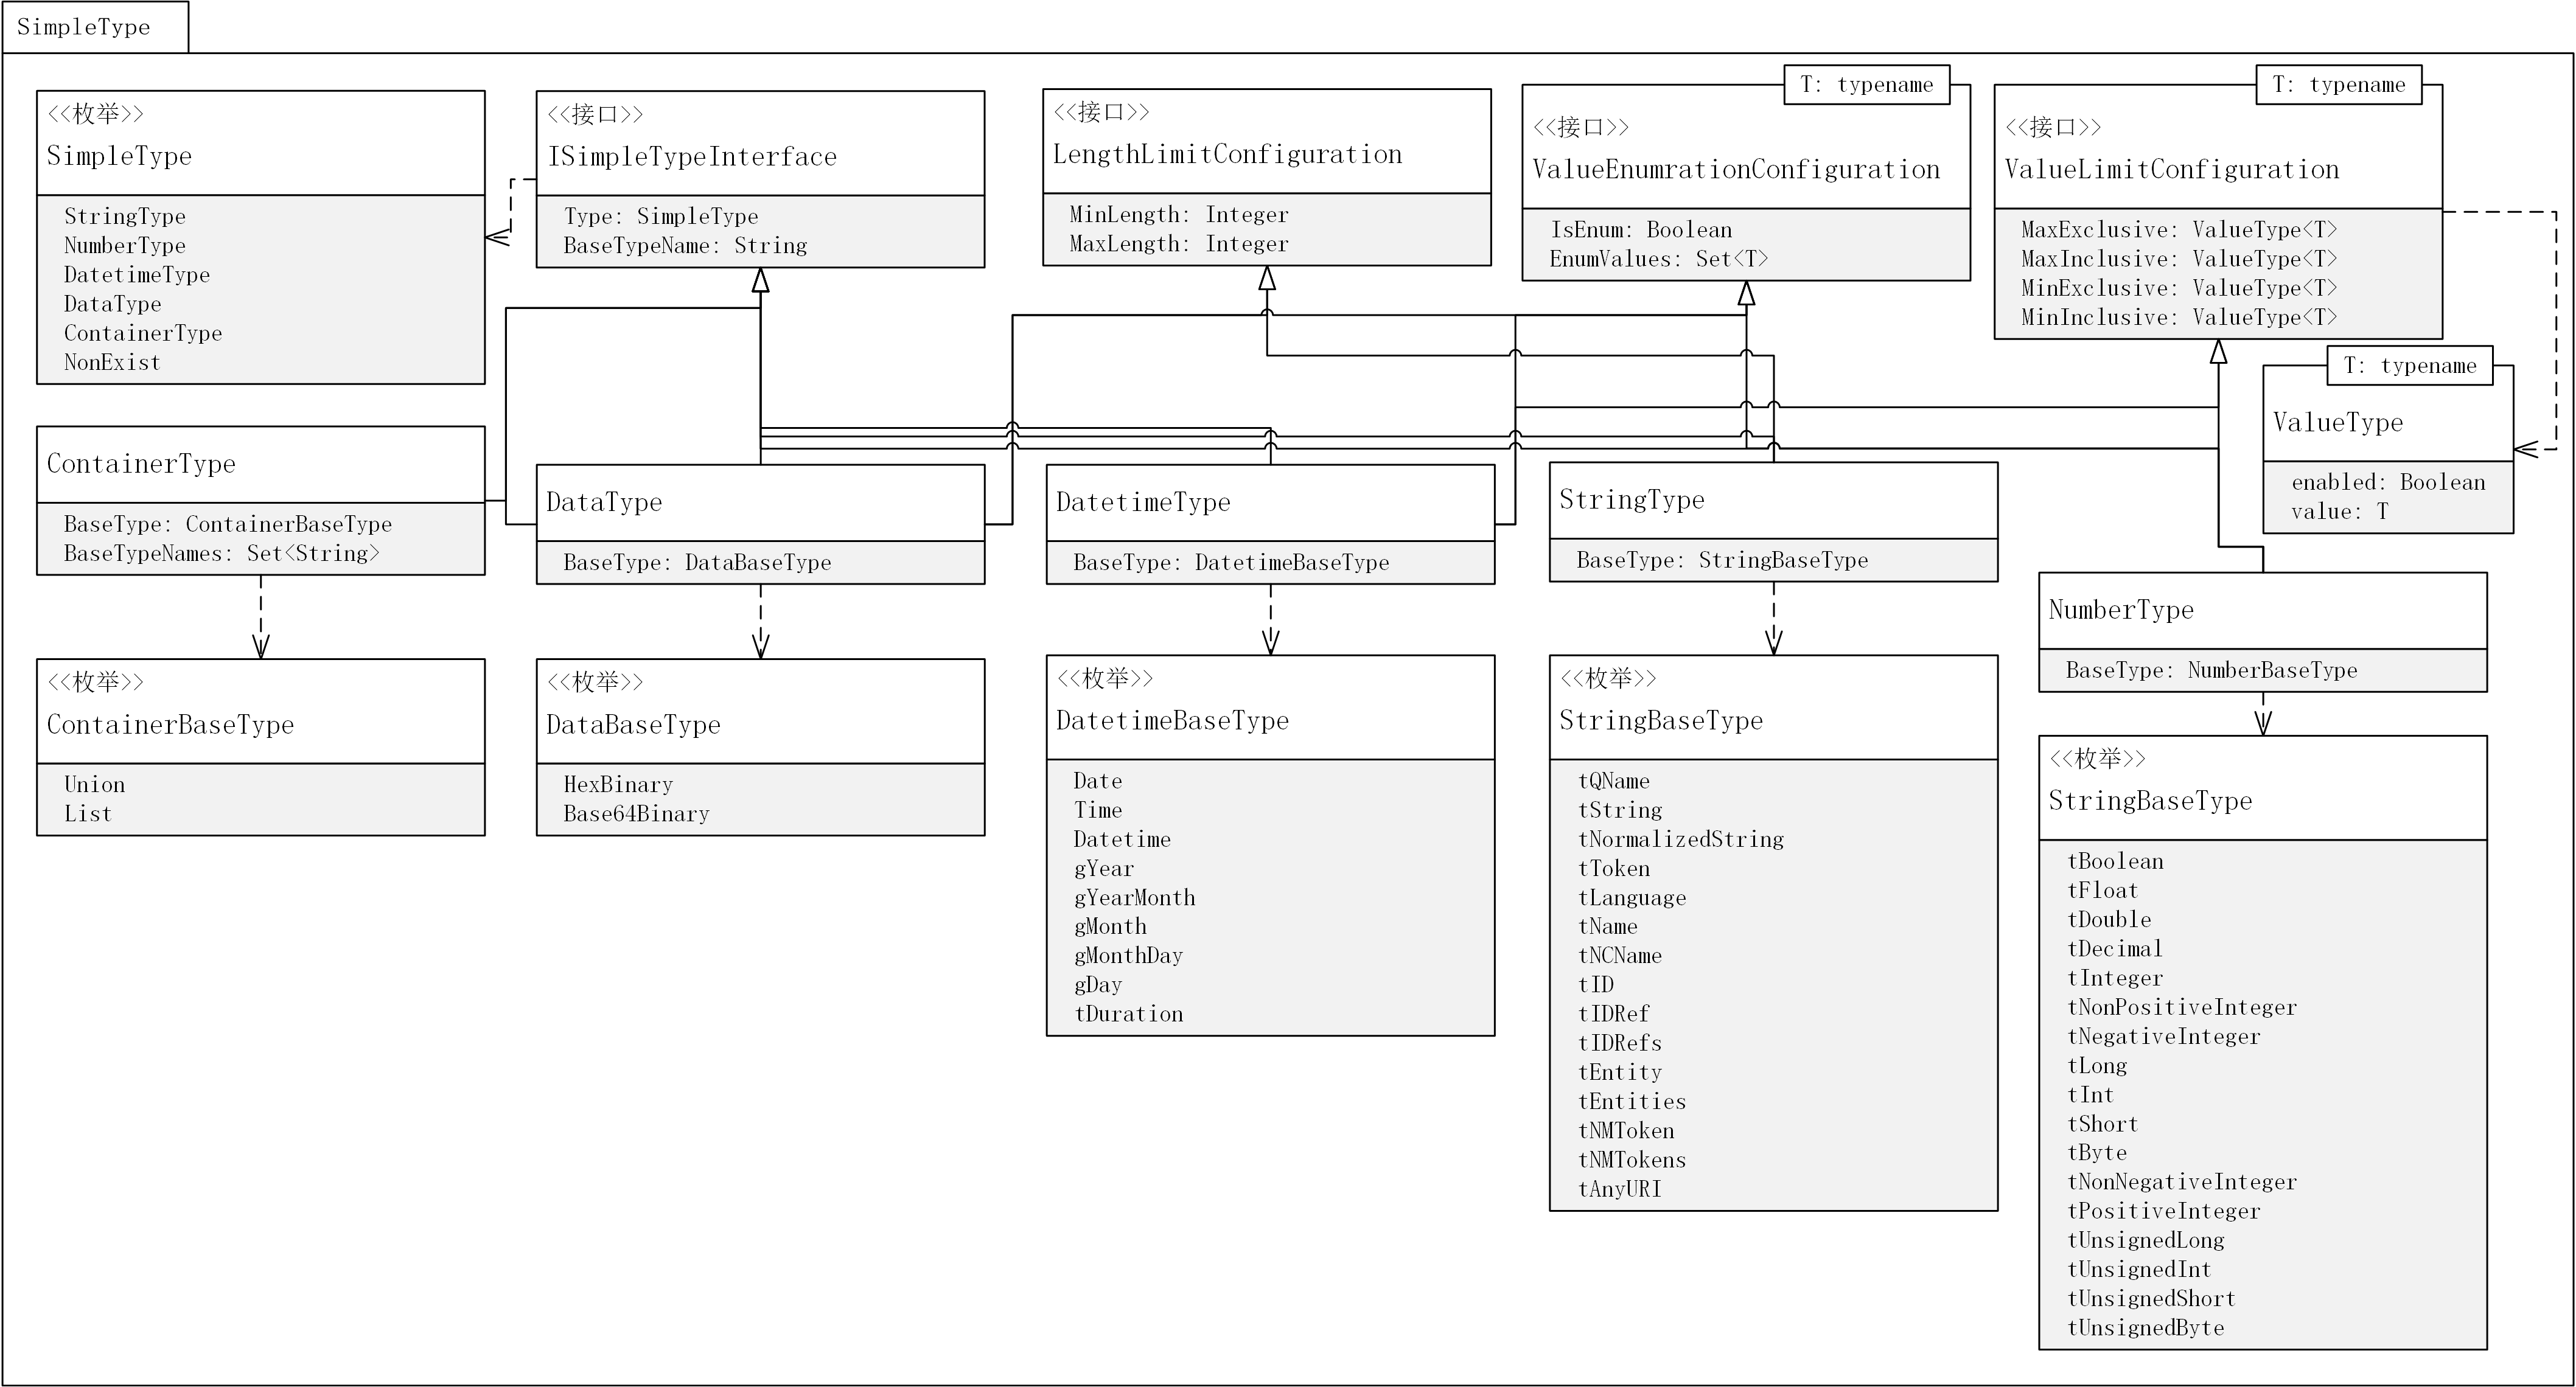 SimpleType
<<枚举>>
SimpleType
StringType
NumberType
DatetimeType
DataType
ContainerType
NonExist
<<接口>>
ISimpleTypeInterface
Type: SimpleType
BaseTypeName: String
<<接口>>
LengthLimitConfiguration
MinLength: Integer
MaxLength: Integer
T: typename
<<接口>>
ValueEnumrationConfiguration
IsEnum: Boolean
EnumValues: Set<T>
T: typename
<<接口>>
ValueLimitConfiguration
MaxExclusive: ValueType<T>
MaxInclusive: ValueType<T>
MinExclusive: ValueType<T>
MinInclusive: ValueType<T>
T: typename
ValueType
enabled: Boolean
value: T
ContainerType
BaseType: ContainerBaseType
BaseTypeNames: Set<String>
DataType
BaseType: DataBaseType
DatetimeType
BaseType: DatetimeBaseType
StringType
BaseType: StringBaseType
NumberType
BaseType: NumberBaseType
<<枚举>>
ContainerBaseType
Union
List
<<枚举>>
DataBaseType
HexBinary
Base64Binary
<<枚举>>
DatetimeBaseType
Date
Time
Datetime
gYear
gYearMonth
gMonth
gMonthDay
gDay
tDuration
<<枚举>>
StringBaseType
tQName
tString
tNormalizedString
tToken
tLanguage
tName
tNCName
tID
tIDRef
tIDRefs
tEntity
tEntities
tNMToken
tNMTokens
tAnyURI
<<枚举>>
StringBaseType
tBoolean
tFloat
tDouble
tDecimal
tInteger
tNonPositiveInteger
tNegativeInteger
tLong
tInt
tShort
tByte
tNonNegativeInteger
tPositiveInteger
tUnsignedLong
tUnsignedInt
tUnsignedShort
tUnsignedByte